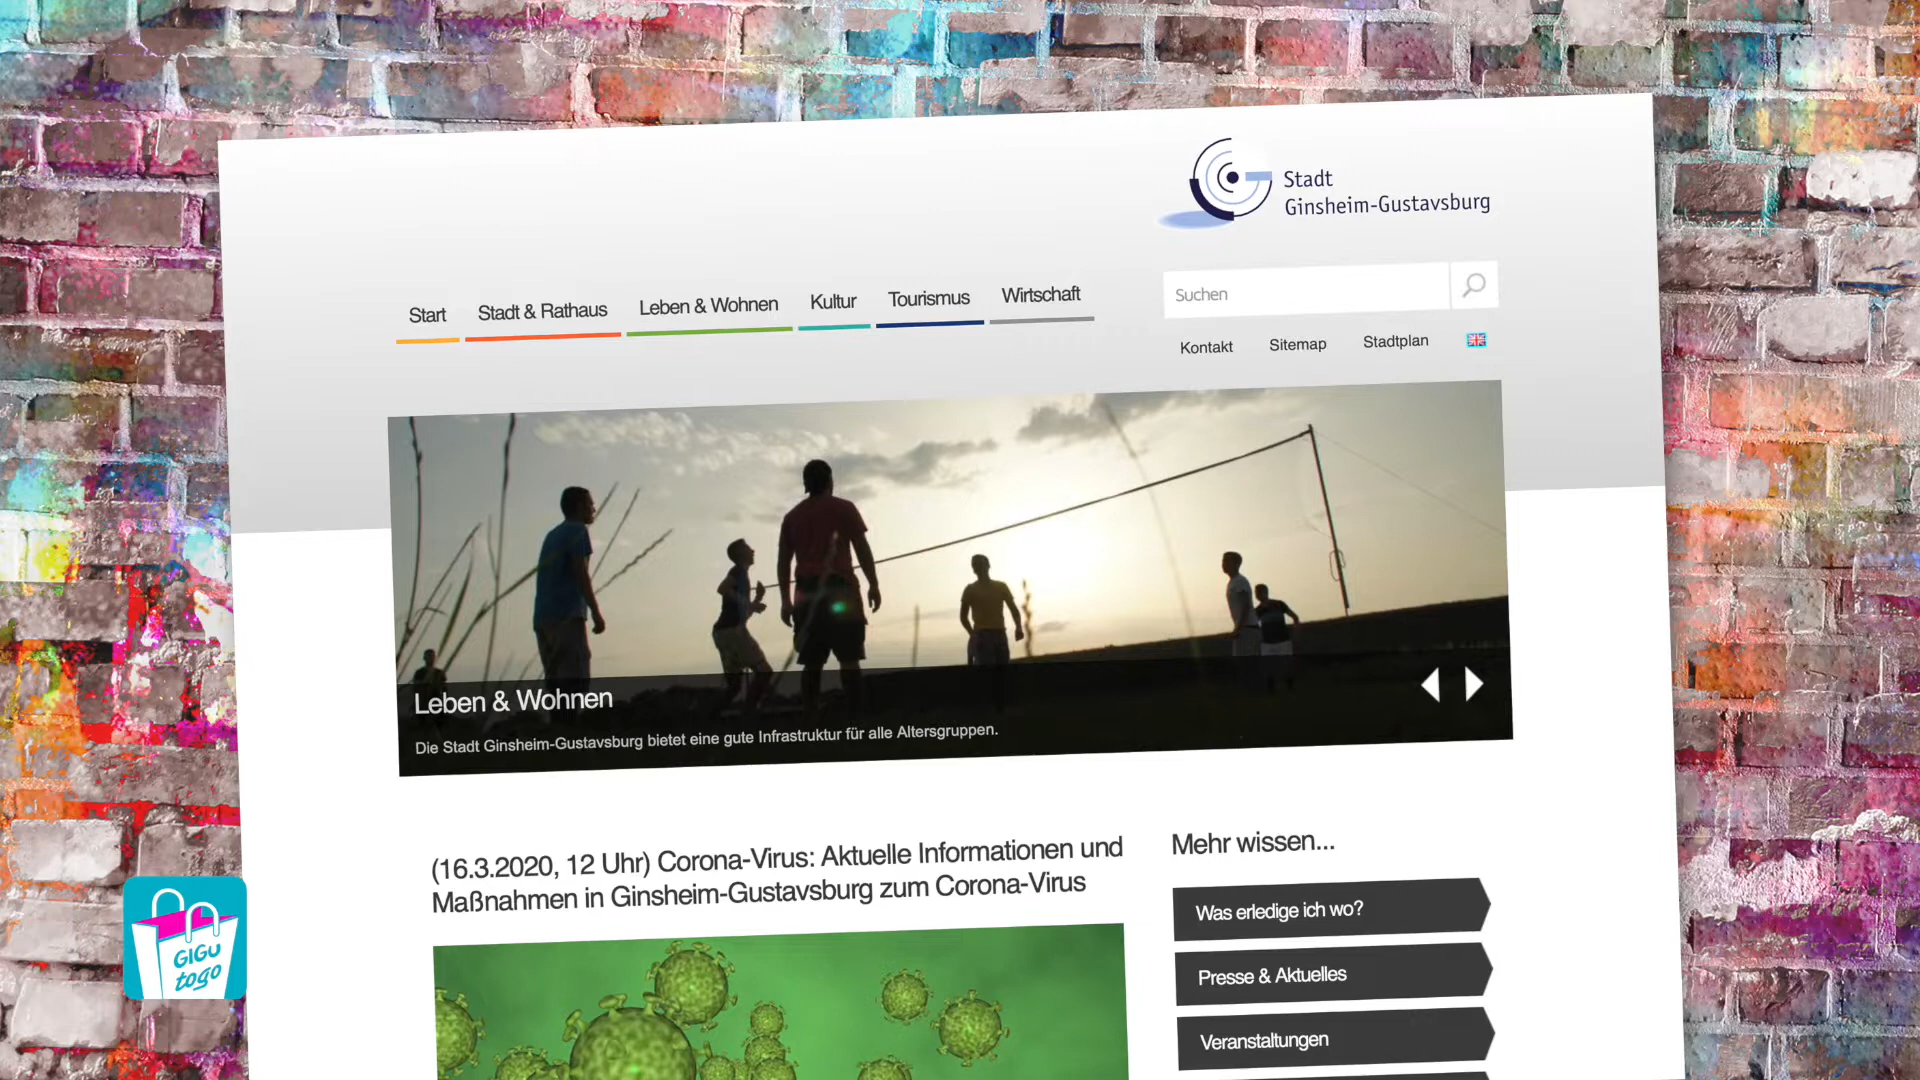 Stadt
Ginsheim-Gustavsburg
Start
Stadt & Rathaus
Leben & Wohnen
Kultur
Tourismus
Wirtschaft
Suchen
Kontakt
Sitemap
Stadtplan
Leben & Wohnen
Die Stadt Ginsheim-Gustavsburg bietet eine gute Infrastruktur für alle Altersgruppen.
(16.3.2020, 12 Uhr) Corona-Virus: Aktuelle Informationen und
Maßnahmen in Ginsheim-Gustavsburg zum Corona-Virus
Mehr wissen...
Was erledige ich wo?
Presse & Aktuelles
Veranstaltungen
GIGU
togo